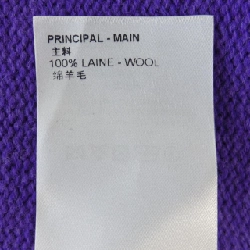 PRINCIPAL - MAIN
主料
100% LAINE - WOOL
绵羊毛